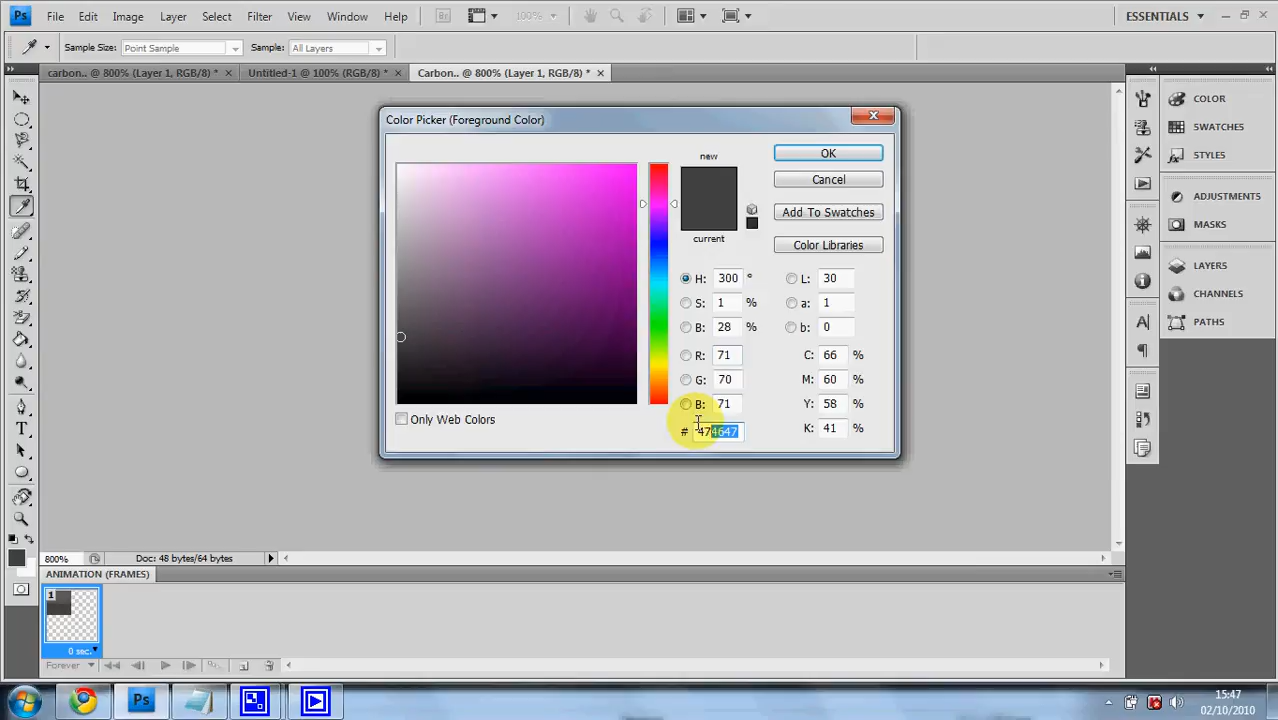 Ps File Edit Image Layer Select Filter View Window Help Br 100% ESSENTIALS
Sample Size: Point Sample Sample: All Layers
carbon.. @ 800% (Layer 1, RGB/8) * Untitled-1 @ 100% (RGB/8) * Carbon.. @ 800% (Layer 1, RGB/8) *
Color Picker (Foreground Color)
new
current
OK
Cancel
Add To Swatches
Color Libraries
H: 300 °
S: 1 %
B: 28 %
R: 71
G: 70
B: 71
# 474647
L: 30
a: 1
b: 0
C: 66 %
M: 60 %
Y: 58 %
K: 41 %
Only Web Colors
COLOR
SWATCHES
STYLES
ADJUSTMENTS
MASKS
LAYERS
CHANNELS
PATHS
800% Doc: 48 bytes/64 bytes
ANIMATION (FRAMES)
1
0 sec.
Forever
Ps
15:47
02/10/2010